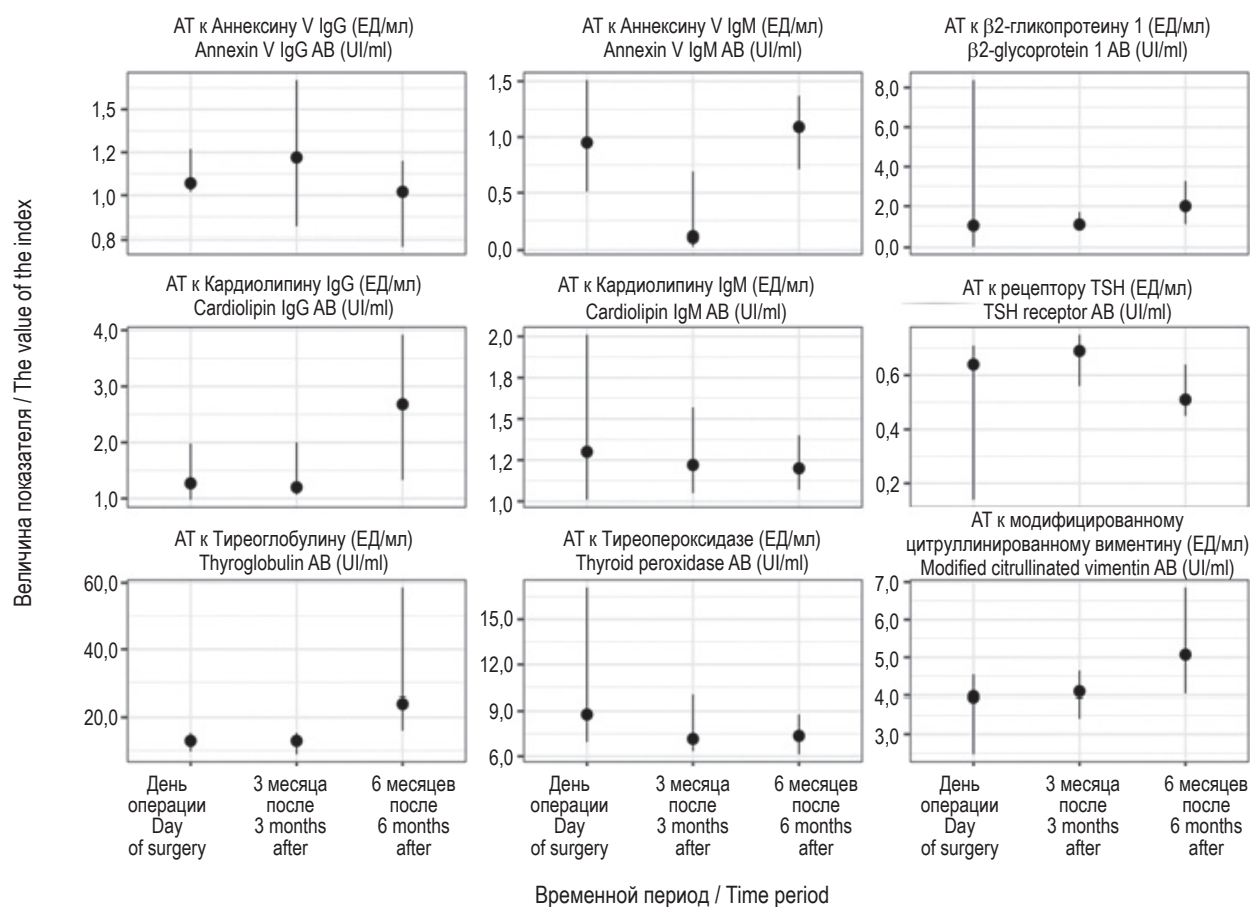 АТ к Аннексину V IgG (ЕД/мл)
Annexin V IgG AB (UI/ml)
1,5
1,2
1,0
0,8
АТ к Аннексину V IgM (ЕД/мл)
Annexin V IgM AB (UI/ml)
1,5
1,0
0,5
0,0
АТ к β2-гликопротеину 1 (ЕД/мл)
β2-glycoprotein 1 AB (UI/ml)
8,0
6,0
4,0
2,0
0,0
Величина показателя / The value of the index
АТ к Кардиолипину IgG (ЕД/мл)
Cardiolipin IgG AB (UI/ml)
4,0
3,0
2,0
1,0
АТ к Кардиолипину IgM (ЕД/мл)
Cardiolipin IgM AB (UI/ml)
2,0
1,8
1,5
1,2
1,0
АТ к рецептору TSH (ЕД/мл)
TSH receptor AB (UI/ml)
0,6
0,4
0,2
АТ к Тиреоглобулину (ЕД/мл)
Thyroglobulin AB (UI/ml)
60,0
40,0
20,0
АТ к Тиреопероксидазе (ЕД/мл)
Thyroid peroxidase AB (UI/ml)
15,0
12,0
9,0
6,0
АТ к модифицированному
цитруллинированному виментину (ЕД/мл)
Modified citrullinated vimentin AB (UI/ml)
7,0
6,0
5,0
4,0
3,0
День
операции
Day
of surgery
3 месяца
после
3 months
after
6 месяцев
после
6 months
after
День
операции
Day
of surgery
3 месяца
после
3 months
after
6 месяцев
после
6 months
after
День
операции
Day
of surgery
3 месяца
после
3 months
after
6 месяцев
после
6 months
after
Временной период / Time period